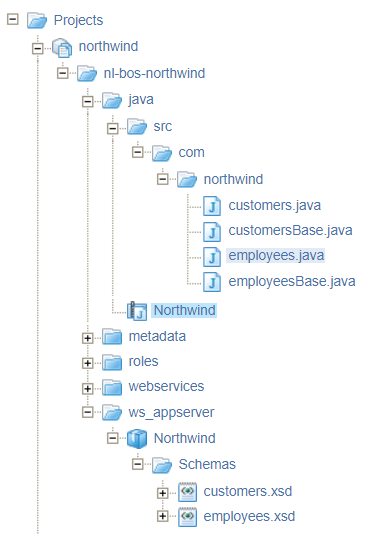 Projects
northwind
nl-bos-northwind
java
src
com
northwind
customers.java
customersBase.java
employees.java
employeesBase.java
Northwind
metadata
roles
webservices
ws_appserver
Northwind
Schemas
customers.xsd
employees.xsd